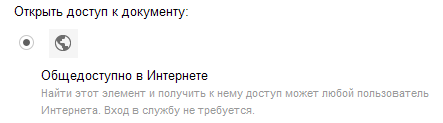 Открыть доступ к документу:
Общедоступно в Интернете
Найти этот элемент и получить к нему доступ может любой пользователь
Интернета. Вход в службу не требуется.